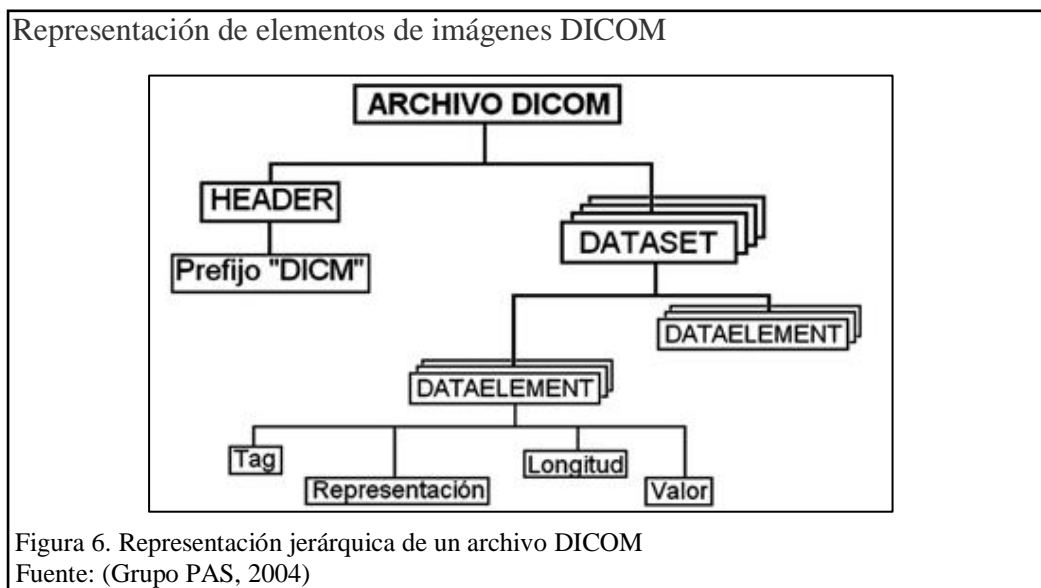 Representación de elementos de imágenes DICOM
ARCHIVO DICOM
HEADER
DATASET
Prefijo "DICM"
DATAELEMENT
DATAELEMENT
Tag
Longitud
Representación
Valor
Figura 6. Representación jerárquica de un archivo DICOM
Fuente: (Grupo PAS, 2004)